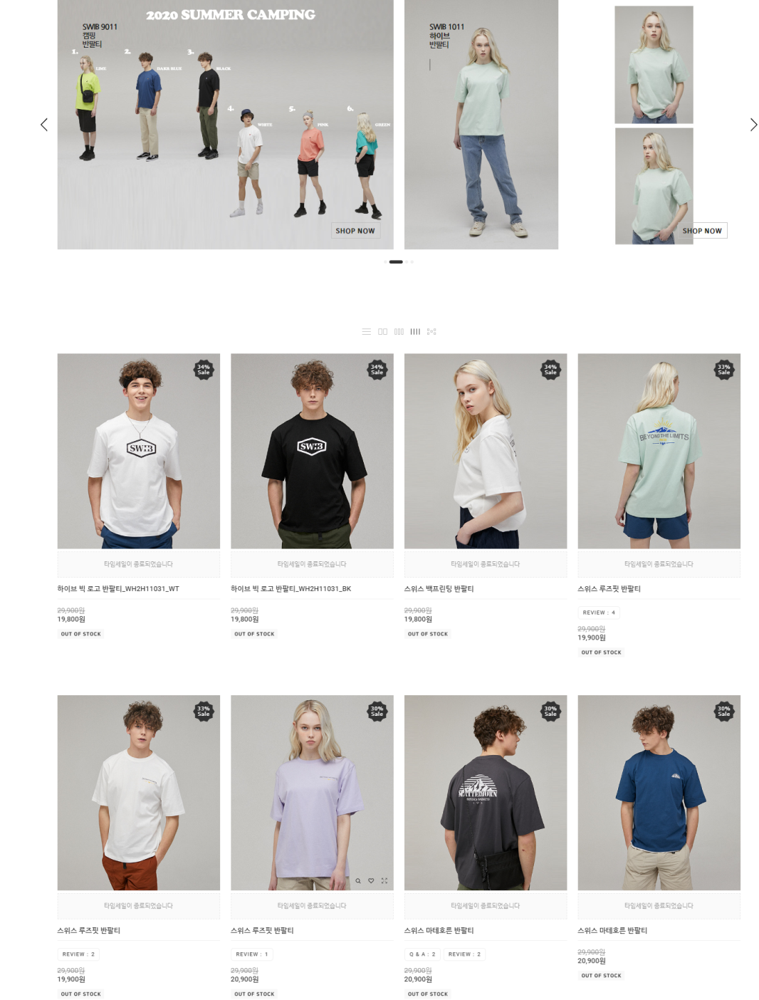 2020 SUMMER CAMPING
SWIB 9011
캠핑
반팔티
1.
LIME
2.
DARK BLUE
3.
BLACK
4.
WHITE
5.
PINK
6.
GREEN
SHOP NOW
SWIB 1011
하이브
반팔티
SHOP NOW
34%
Sale
SWIB
34%
Sale
SWIB
34%
Sale
33%
Sale
BEYOND THE LIMITS
타임세일이 종료되었습니다
타임세일이 종료되었습니다
타임세일이 종료되었습니다
타임세일이 종료되었습니다
하이브 빅 로고 반팔티_WH2H11031_WT
29,900원
19,800원
OUT OF STOCK
하이브 빅 로고 반팔티_WH2H11031_BK
29,900원
19,800원
OUT OF STOCK
스위스 백프린팅 반팔티
29,900원
19,800원
OUT OF STOCK
스위스 루즈핏 반팔티
REVIEW : 4
29,900원
19,900원
OUT OF STOCK
33%
Sale
30%
Sale
30%
Sale
MATTERHORN
30%
Sale
타임세일이 종료되었습니다
타임세일이 종료되었습니다
타임세일이 종료되었습니다
타임세일이 종료되었습니다
스위스 루즈핏 반팔티
REVIEW : 2
29,900원
19,900원
OUT OF STOCK
스위스 루즈핏 반팔티
REVIEW : 1
29,900원
20,900원
OUT OF STOCK
스위스 마테호른 반팔티
Q & A : 2 REVIEW : 2
29,900원
20,900원
OUT OF STOCK
스위스 마테호른 반팔티
29,900원
20,900원
OUT OF STOCK